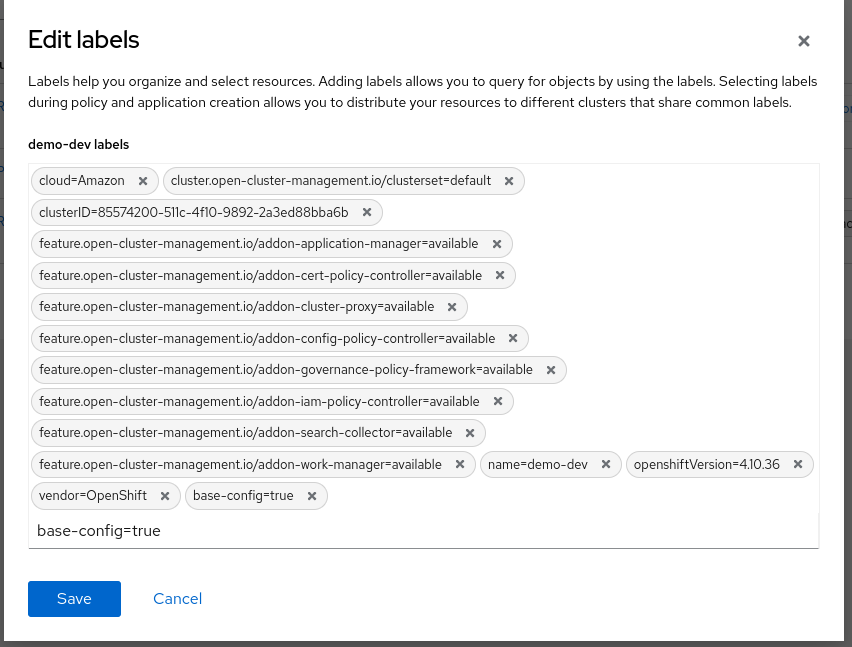 Edit labels
Labels help you organize and select resources. Adding labels allows you to query for objects by using the labels. Selecting labels
during policy and application creation allows you to distribute your resources to different clusters that share common labels.
demo-dev labels
cloud=Amazon cluster.open-cluster-management.io/clusterset=default
clusterID=85574200-511c-4f10-9892-2a3ed88bba6b
feature.open-cluster-management.io/addon-application-manager=available
feature.open-cluster-management.io/addon-cert-policy-controller=available
feature.open-cluster-management.io/addon-cluster-proxy=available
feature.open-cluster-management.io/addon-config-policy-controller=available
feature.open-cluster-management.io/addon-governance-policy-framework=available
feature.open-cluster-management.io/addon-iam-policy-controller=available
feature.open-cluster-management.io/addon-search-collector=available
feature.open-cluster-management.io/addon-work-manager=available name=demo-dev openshiftVersion=4.10.36
vendor=OpenShift base-config=true
base-config=true
Save Cancel